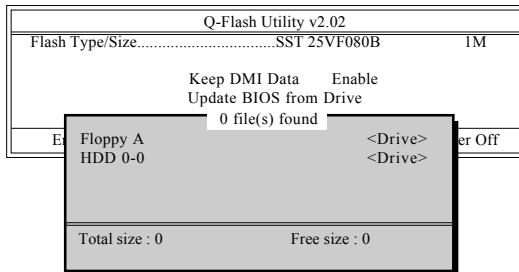 Q-Flash Utility v2.02
Flash Type/Size.................................SST 25VF080B 1M
Keep DMI Data Enable
Update BIOS from Drive
0 file(s) found
Floppy A <Drive>
HDD 0-0 <Drive>
Total size : 0 Free size : 0
Off